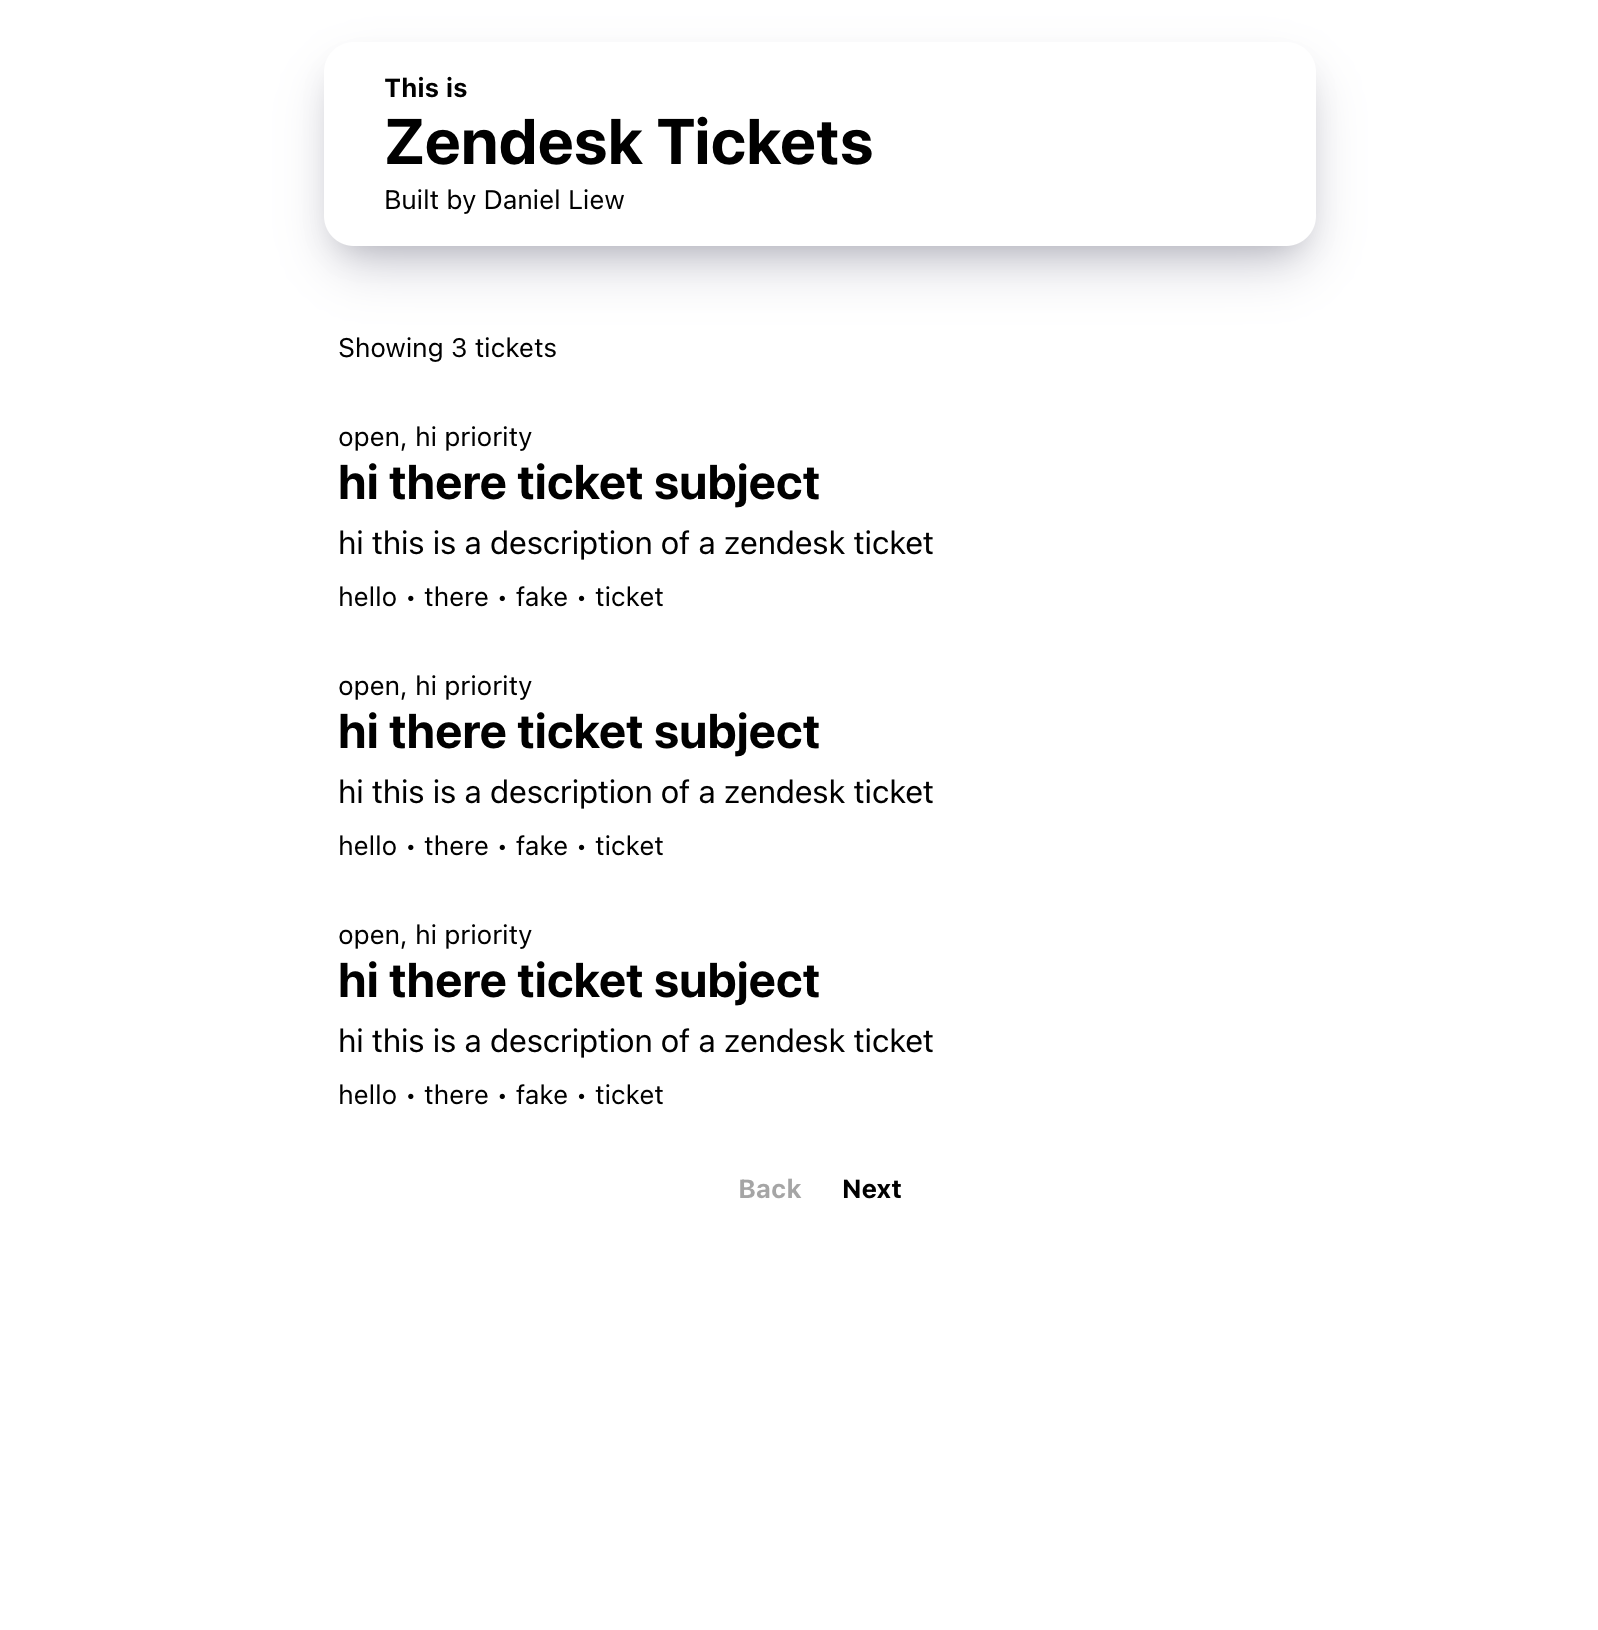 This is
Zendesk Tickets
Built by Daniel Liew
Showing 3 tickets
open, hi priority
hi there ticket subject
hi this is a description of a zendesk ticket
hello • there • fake • ticket
open, hi priority
hi there ticket subject
hi this is a description of a zendesk ticket
hello • there • fake • ticket
open, hi priority
hi there ticket subject
hi this is a description of a zendesk ticket
hello • there • fake • ticket
Back Next